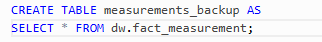 CREATE TABLE measurements_backup AS
SELECT * FROM dw.fact_measurement;